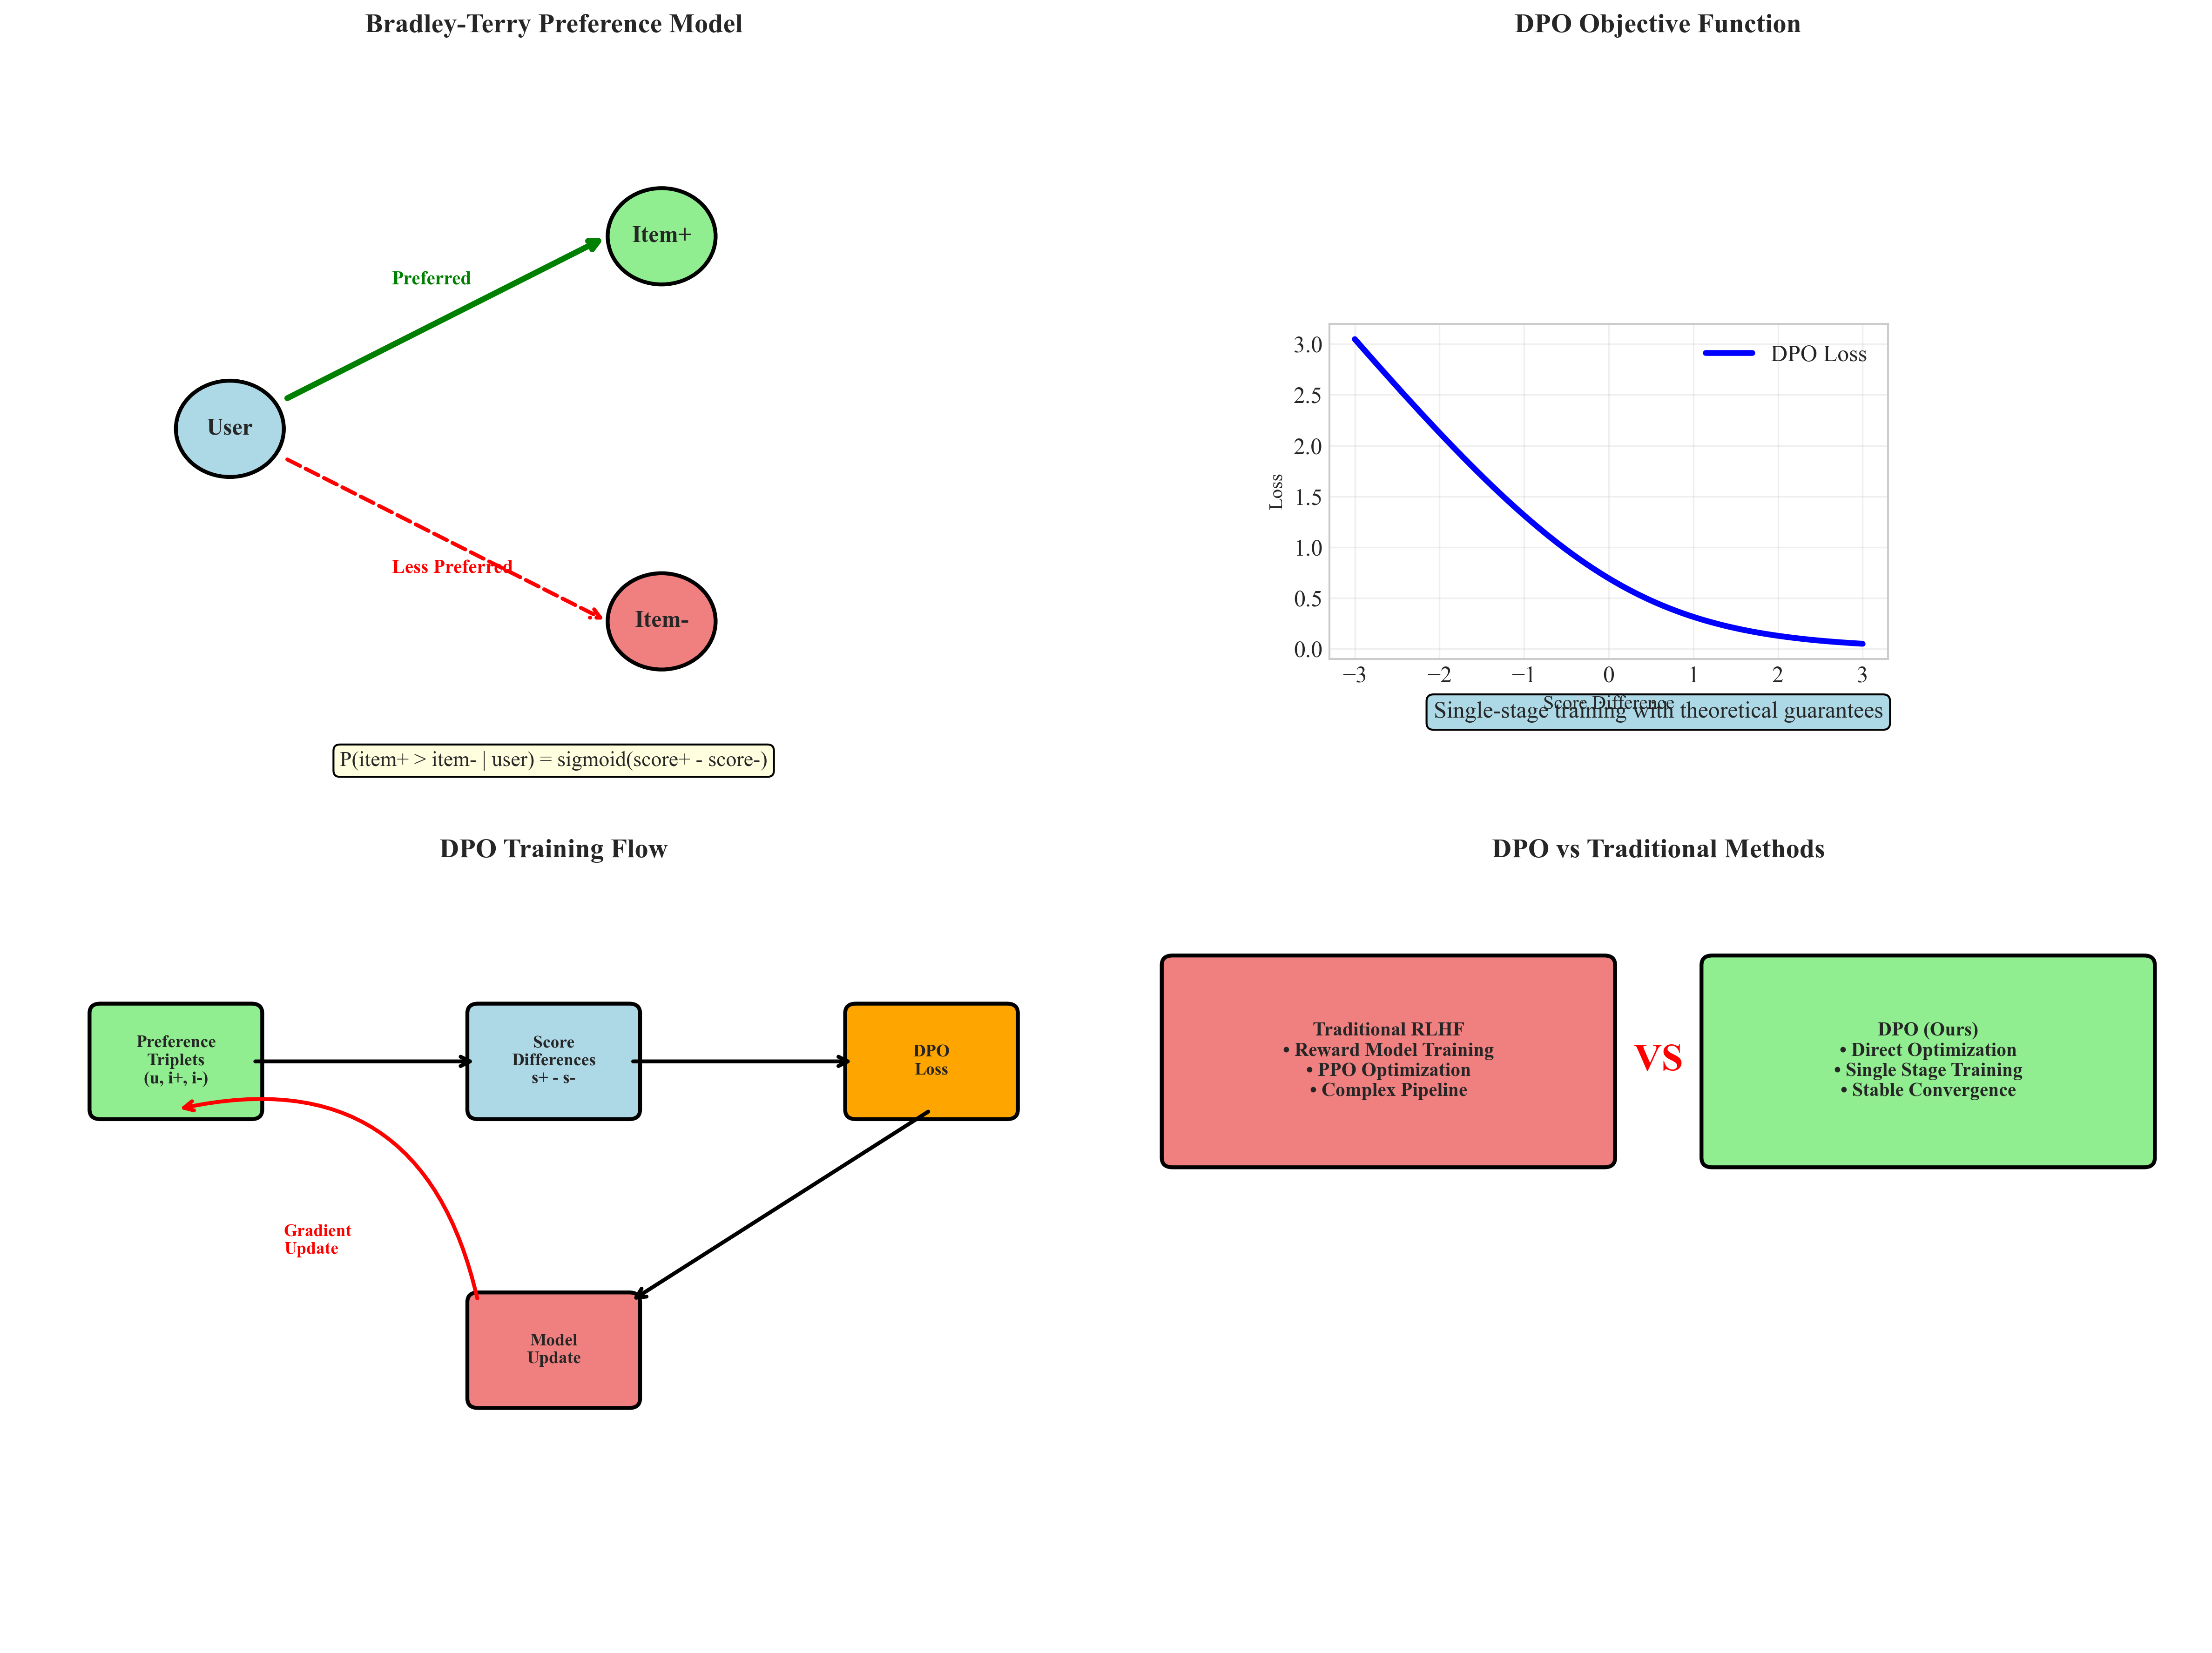 Bradley-Terry Preference Model
Item+
Preferred
User
Less Preferred
Item-
P(item+ > item- | user) = sigmoid(score+ - score-)
DPO Objective Function
DPO Loss
3.0
2.5
2.0
1.5
1.0
0.5
0.0
Loss
−3 −2 −1 0 1 2 3
Score Difference
Single-stage training with theoretical guarantees
DPO Training Flow
Preference
Triplets
(u, i+, i-)
Score
Differences
s+ - s-
DPO
Loss
Gradient
Update
Model
Update
DPO vs Traditional Methods
Traditional RLHF
• Reward Model Training
• PPO Optimization
• Complex Pipeline
VS
DPO (Ours)
• Direct Optimization
• Single Stage Training
• Stable Convergence